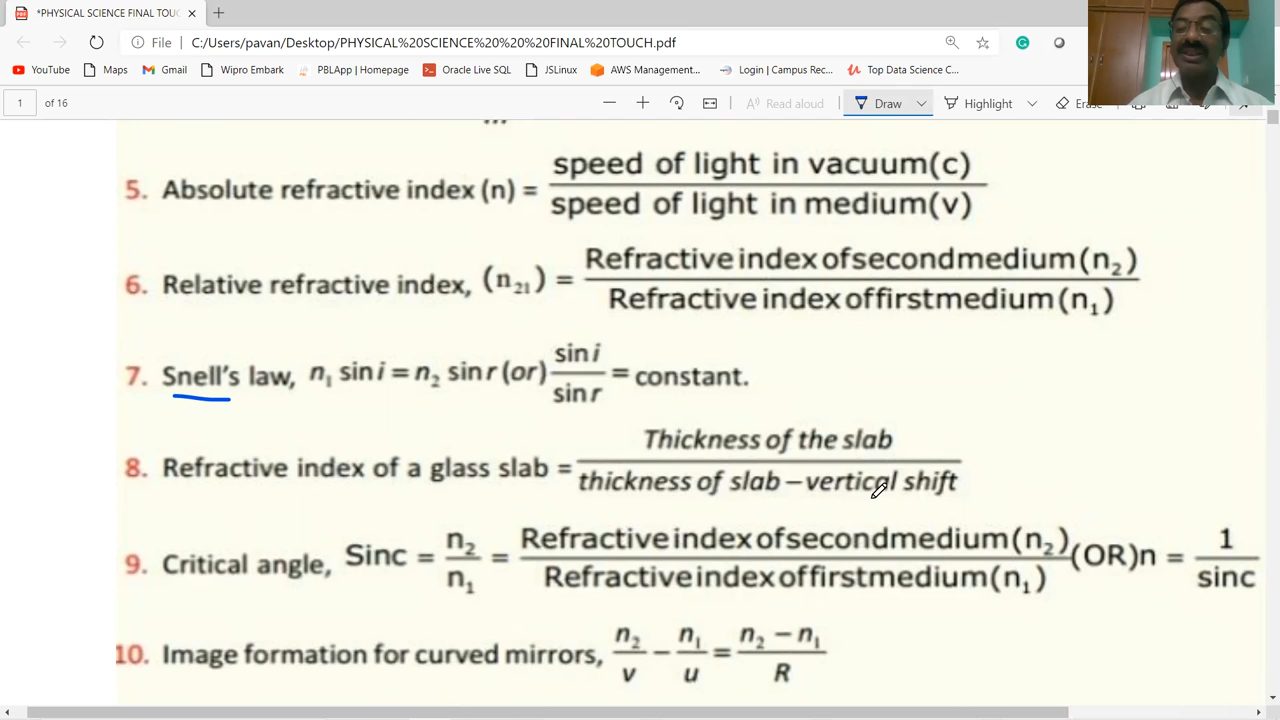 *PHYSICAL SCIENCE FINAL TOUC
File C:/Users/pavan/Desktop/PHYSICAL%20SCIENCE%20%20%20FINAL%20TOUCH.pdf
YouTube Maps Gmail Wipro Embark PBLApp | Homepage Oracle Live SQL JSLinux AWS Management... Login | Campus Rec... Top Data Science C...
1 of 16 Read aloud Draw Highlight Erase
5. Absolute refractive index (n) = speed of light in vacuum(c) / speed of light in medium(v)
6. Relative refractive index, (n₂₁) = Refractive index ofsecondmedium (n₂) / Refractive index offirstmedium (n₁)
7. Snell's law, n₁ sin i = n₂ sin r (or) sin i / sin r = constant.
8. Refractive index of a glass slab = Thickness of the slab / thickness of slab – vertical shift
9. Critical angle, Sinc = n₂ / n₁ = Refractive index of second medium (n₂) / Refractive index of first medium (n₁) (OR) n = 1 / sinc
10. Image formation for curved mirrors, n₂ / v − n₁ / u = n₂ − n₁ / R